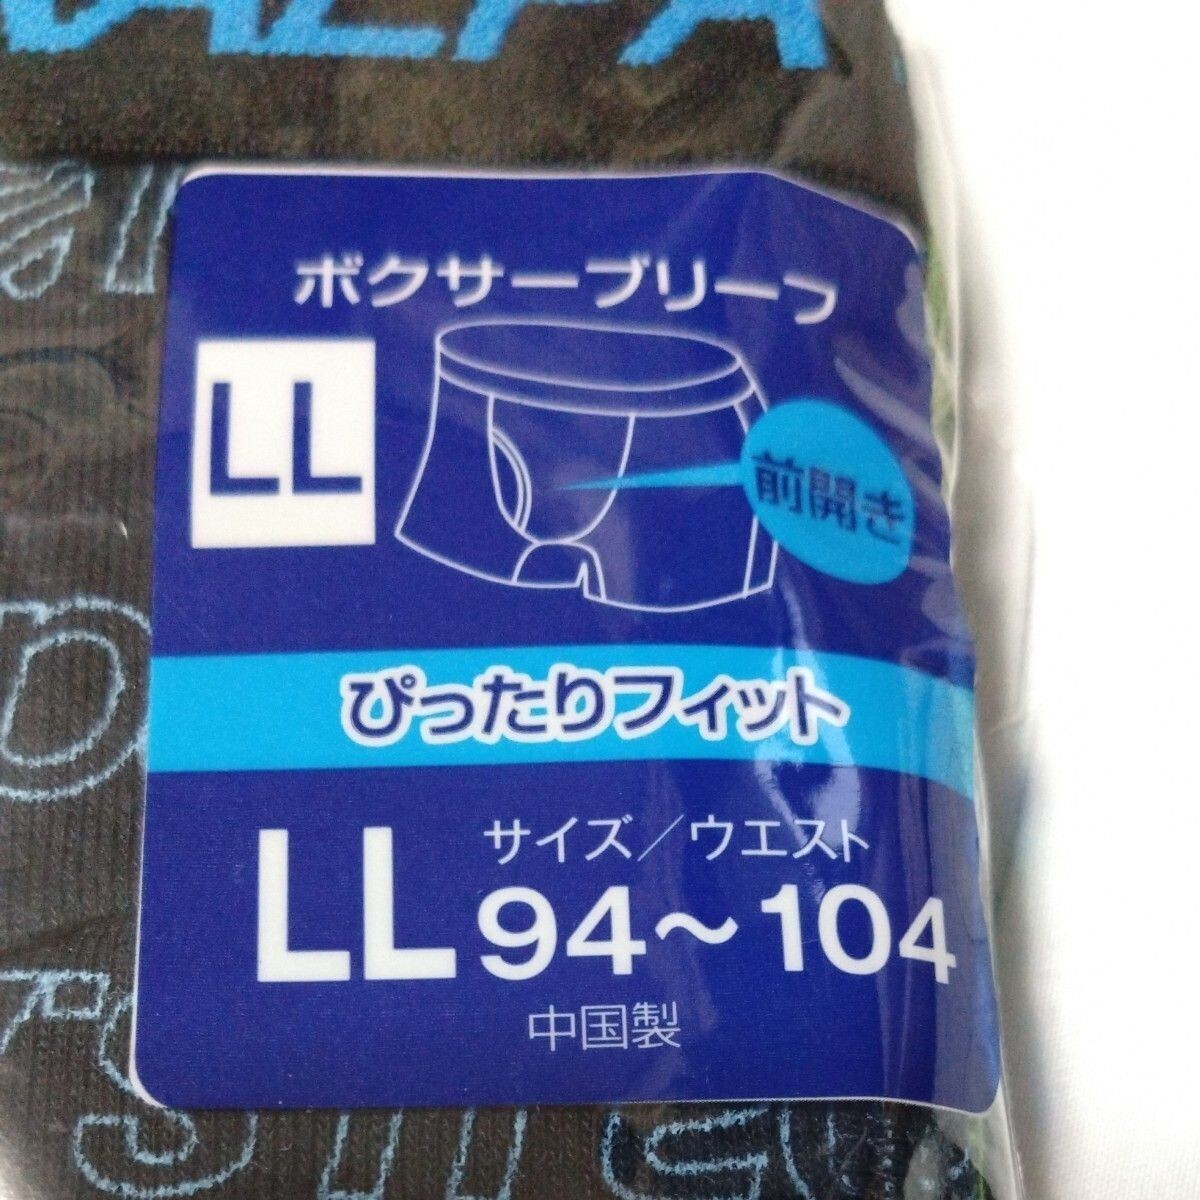 ボクサーブリーフ
LL
前開き
ぴったりフィット
サイズ／ウエスト
LL 94〜104
中国製